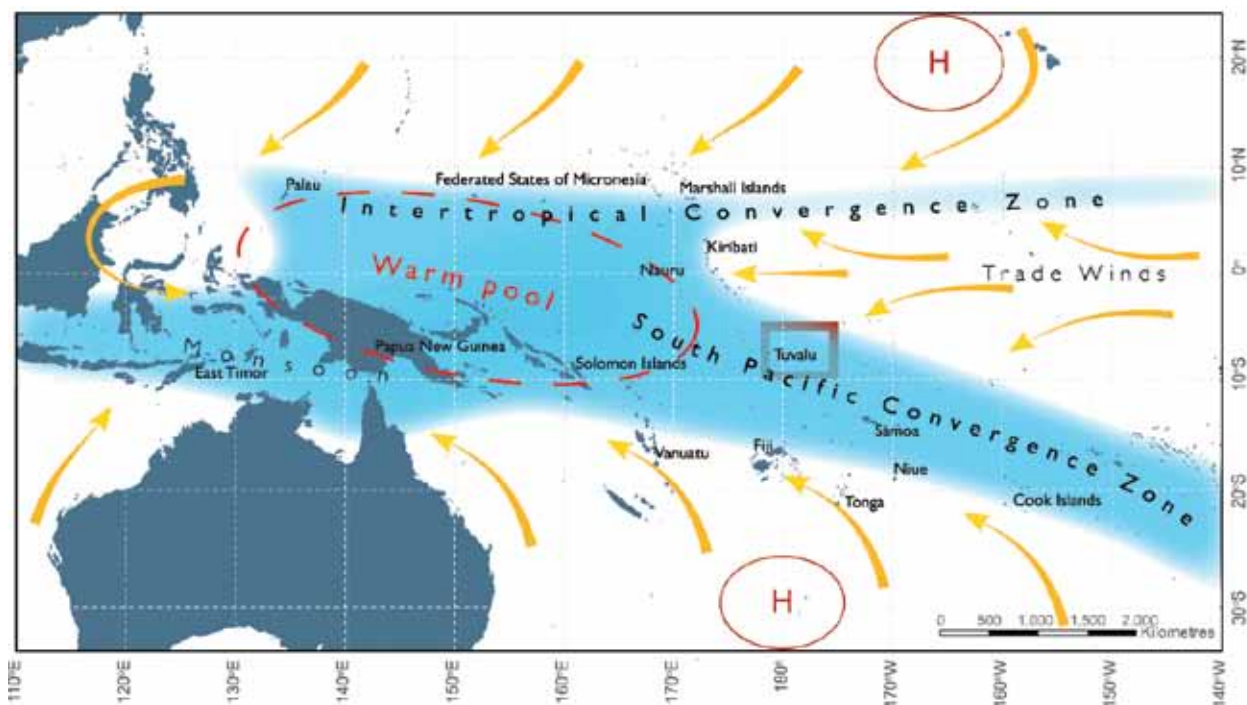 H
20°N
10°N
Palau
Federated States of Micronesia
Marshall Islands
Intertropical Convergence Zone
Kiribati
Nauru
Trade Winds
0°
Warm pool
South Pacific Convergence Zone
Tuvalu
Papua New Guinea
Solomon Islands
Monsoon
East Timor
10°S
Samoa
Vanuatu
Fiji
Niue
Tonga
Cook Islands
20°S
H
30°S
0 500 1,000 1,500 2,000
Kilometres
110°E 120°E 130°E 140°E 150°E 160°E 170°E 180° 170°W 160°W 150°W 140°W